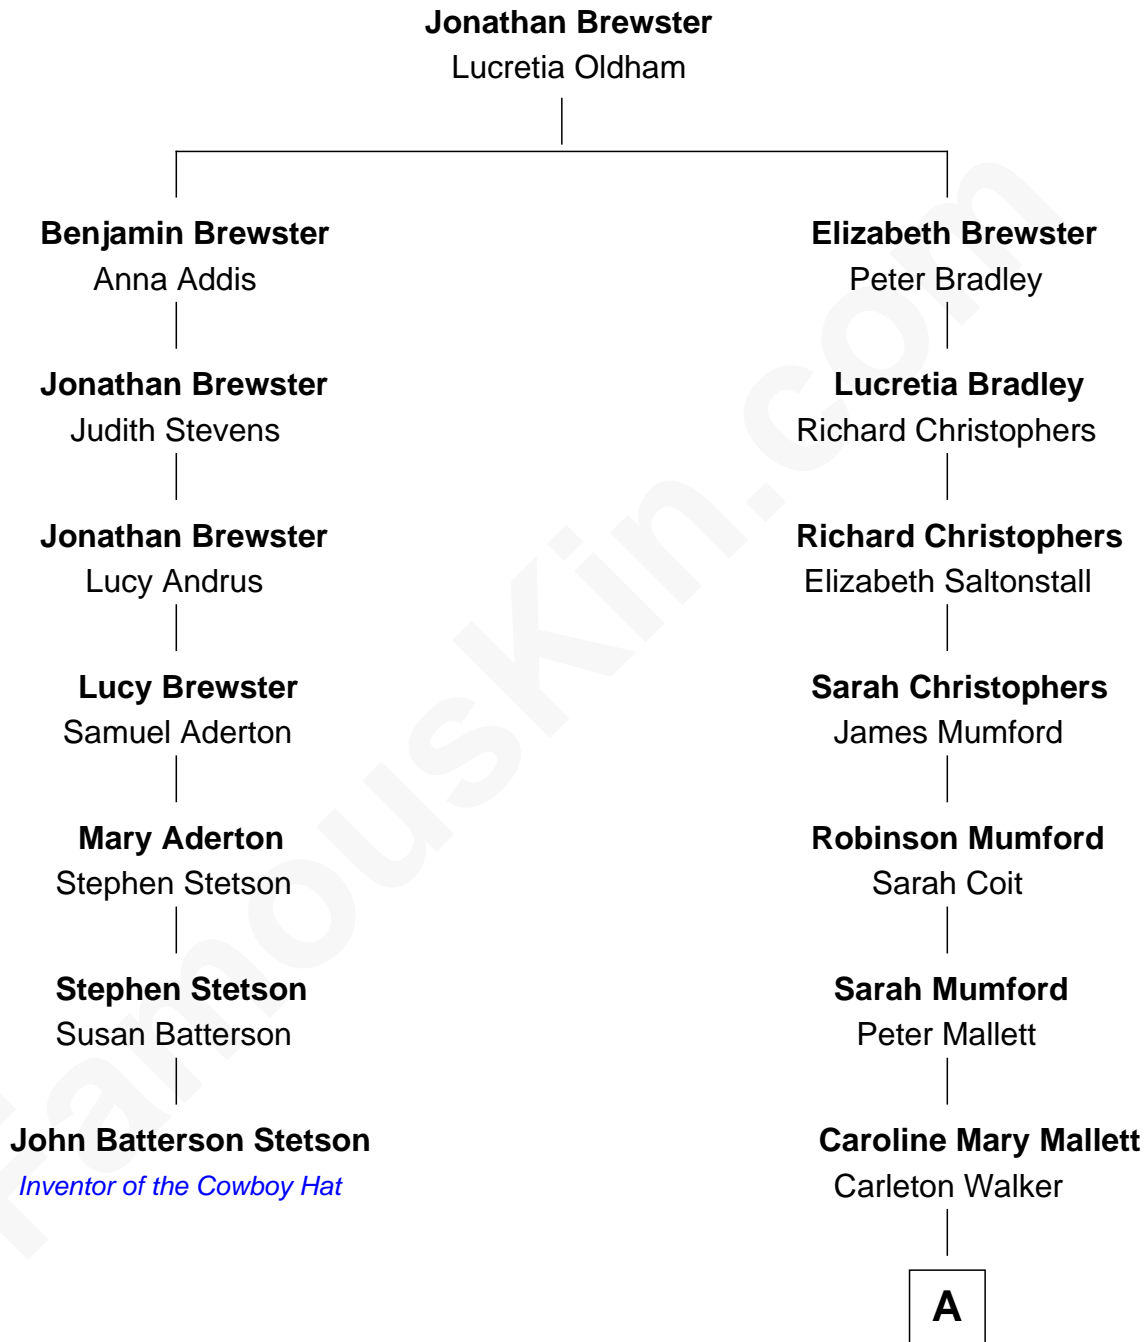 Jonathan Brewster
Lucretia Oldham
Benjamin Brewster
Anna Addis
Jonathan Brewster
Judith Stevens
Jonathan Brewster
Lucy Andrus
Lucy Brewster
Samuel Aderton
Mary Aderton
Stephen Stetson
Stephen Stetson
Susan Batterson
John Batterson Stetson
Inventor of the Cowboy Hat
Elizabeth Brewster
Peter Bradley
Lucretia Bradley
Richard Christophers
Richard Christophers
Elizabeth Saltonstall
Sarah Christophers
James Mumford
Robinson Mumford
Sarah Coit
Sarah Mumford
Peter Mallett
Caroline Mary Mallett
Carleton Walker
A
FamousKin.com